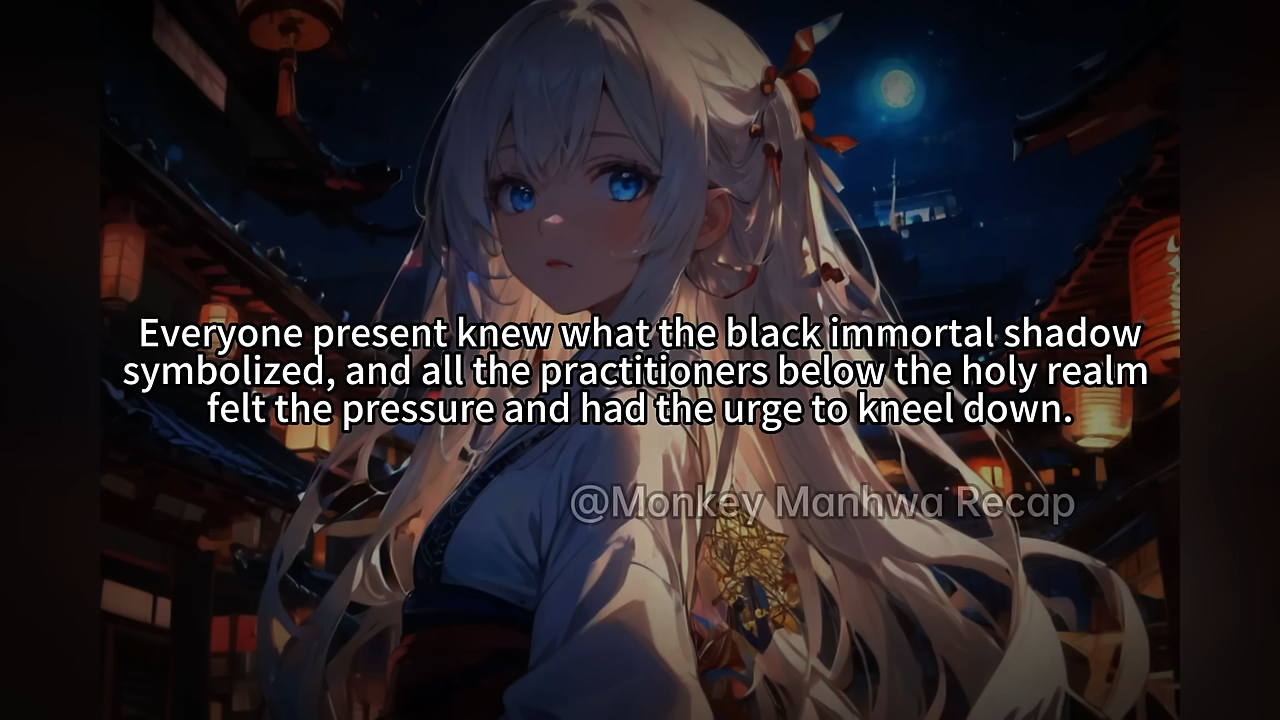 Everyone present knew what the black immortal shadow
symbolized, and all the practitioners below the holy realm
felt the pressure and had the urge to kneel down.
@Monkey Manhwa Recap